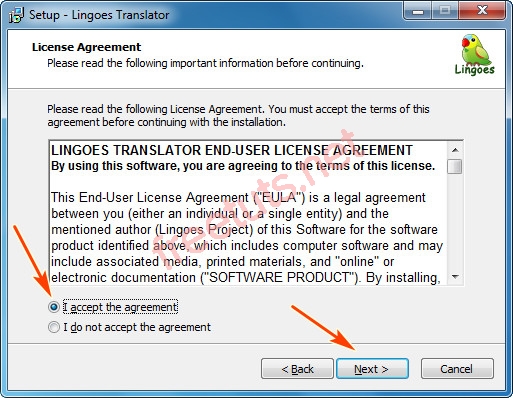 Setup - Lingoes Translator
License Agreement
Please read the following important information before continuing.
Lingoes
Please read the following License Agreement. You must accept the terms of this
agreement before continuing with the installation.
LINGOES TRANSLATOR END-USER LICENSE AGREEMENT
By using this software, you are agreeing to the terms of this license.
This End-User License Agreement ("EULA") is a legal agreement
between you (either an individual or a single entity) and the
mentioned author (Lingoes Project) of this Software for the software
product identified above, which includes computer software and may
include associated media, printed materials, and "online" or
electronic documentation ("SOFTWARE PRODUCT"). By installing,
freetuts.net
I accept the agreement
I do not accept the agreement
< Back
Next >
Cancel